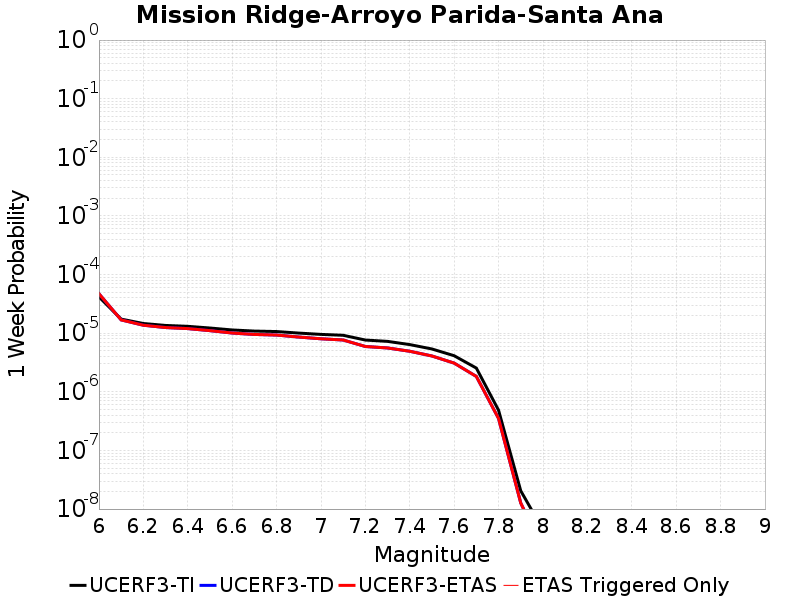 Mission Ridge-Arroyo Parida-Santa Ana
1 Week Probability
10^0
10^-1
10^-2
10^-3
10^-4
10^-5
10^-6
10^-7
10^-8
6 6.2 6.4 6.6 6.8 7 7.2 7.4 7.6 7.8 8 8.2 8.4 8.6 8.8 9
Magnitude
UCERF3-TI UCERF3-TD UCERF3-ETAS ETAS Triggered Only